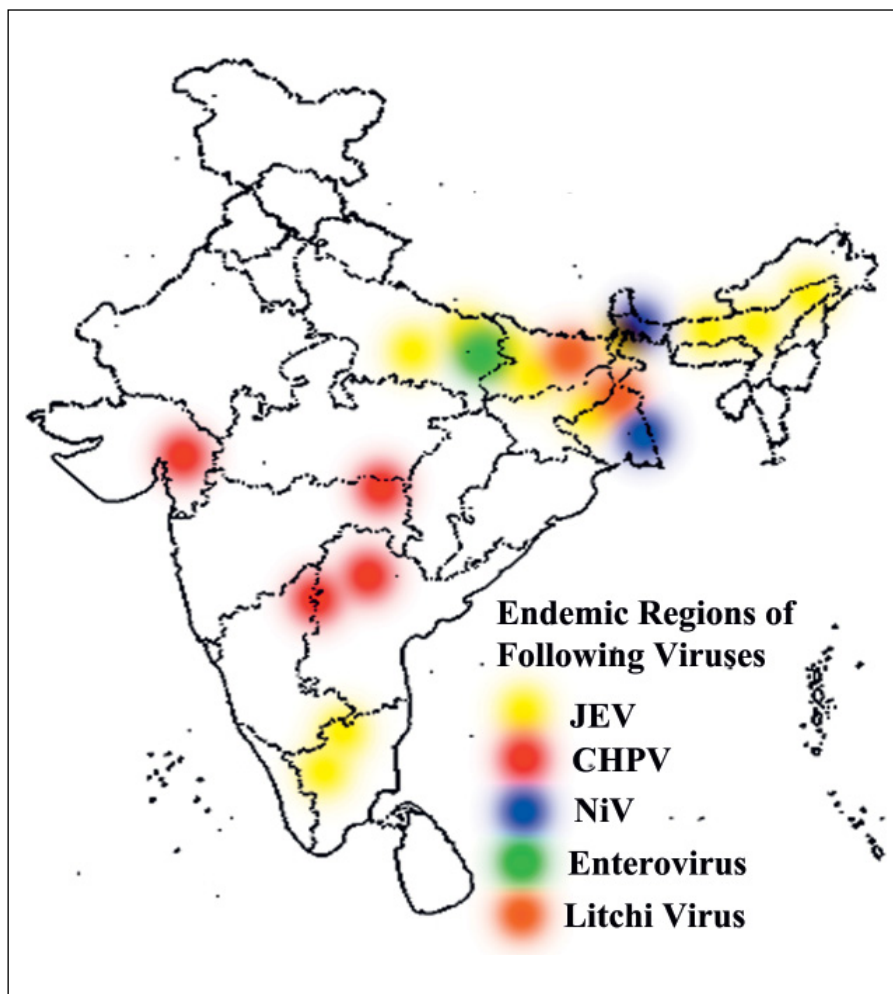 Endemic Regions of
Following Viruses
JEV
CHPV
NiV
Enterovirus
Litchi Virus